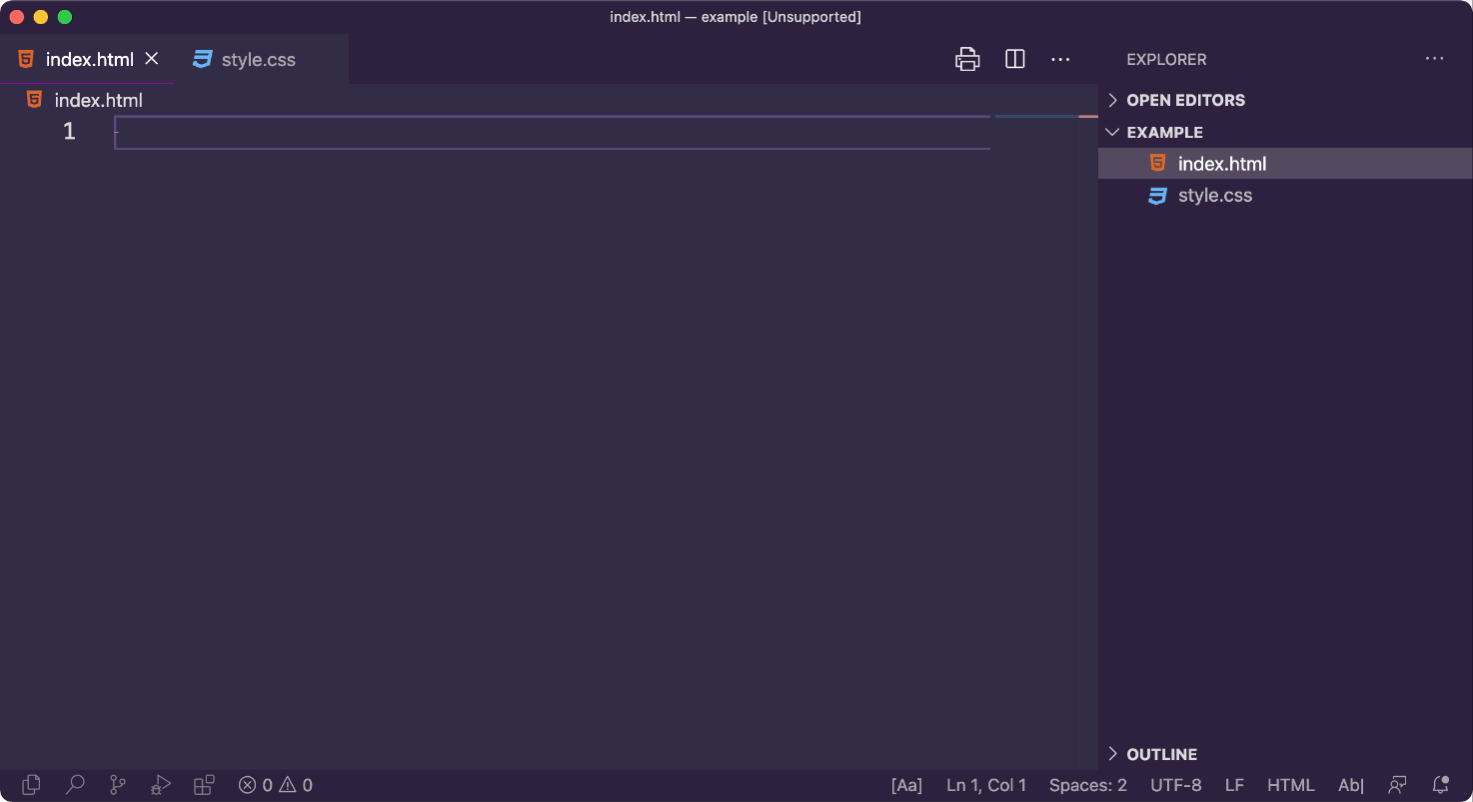 index.html — example [Unsupported]
index.html style.css
index.html
1
EXPLORER
OPEN EDITORS
EXAMPLE
index.html
style.css
OUTLINE
0 0 [Aa] Ln 1, Col 1 Spaces: 2 UTF-8 LF HTML Ab|